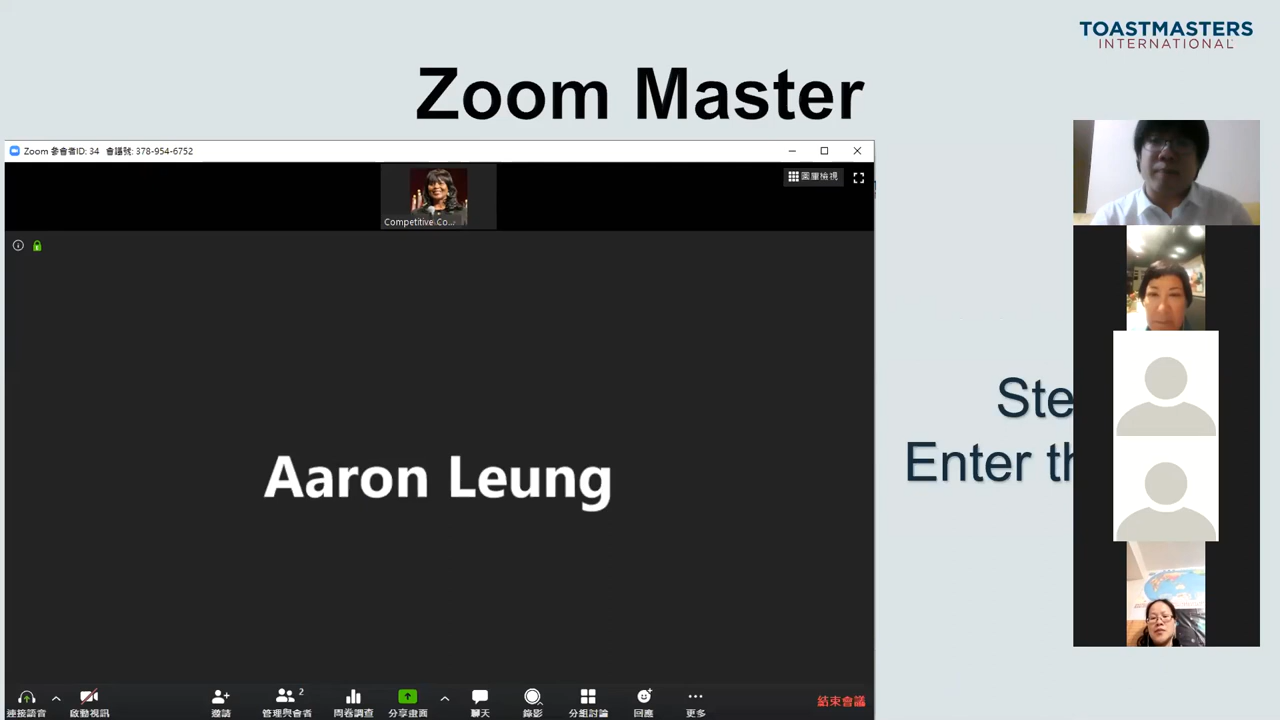 TOASTMASTERS
INTERNATIONAL
Zoom Master
Zoom 參會者ID: 34 會議號: 378-954-6752
圖庫檢視
Competitive Co...
Aaron Leung
Ste
Enter th
連接語音
啟動視訊
邀請
2
管理與會者
問卷調查
分享畫面
聊天
錄影
分組討論
回應
更多
結束會議